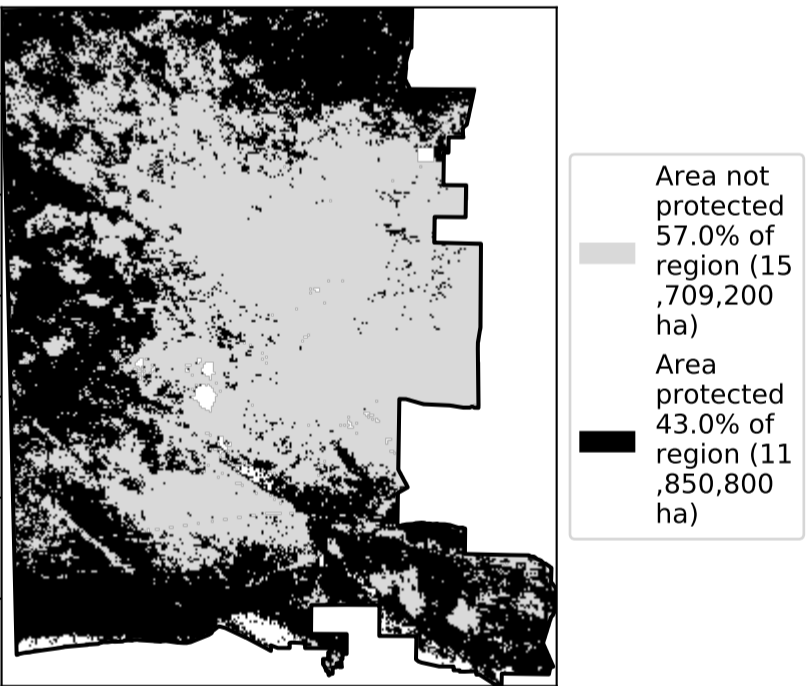 Area not
protected
57.0% of
region (15
,709,200
ha)
Area
protected
43.0% of
region (11
,850,800
ha)